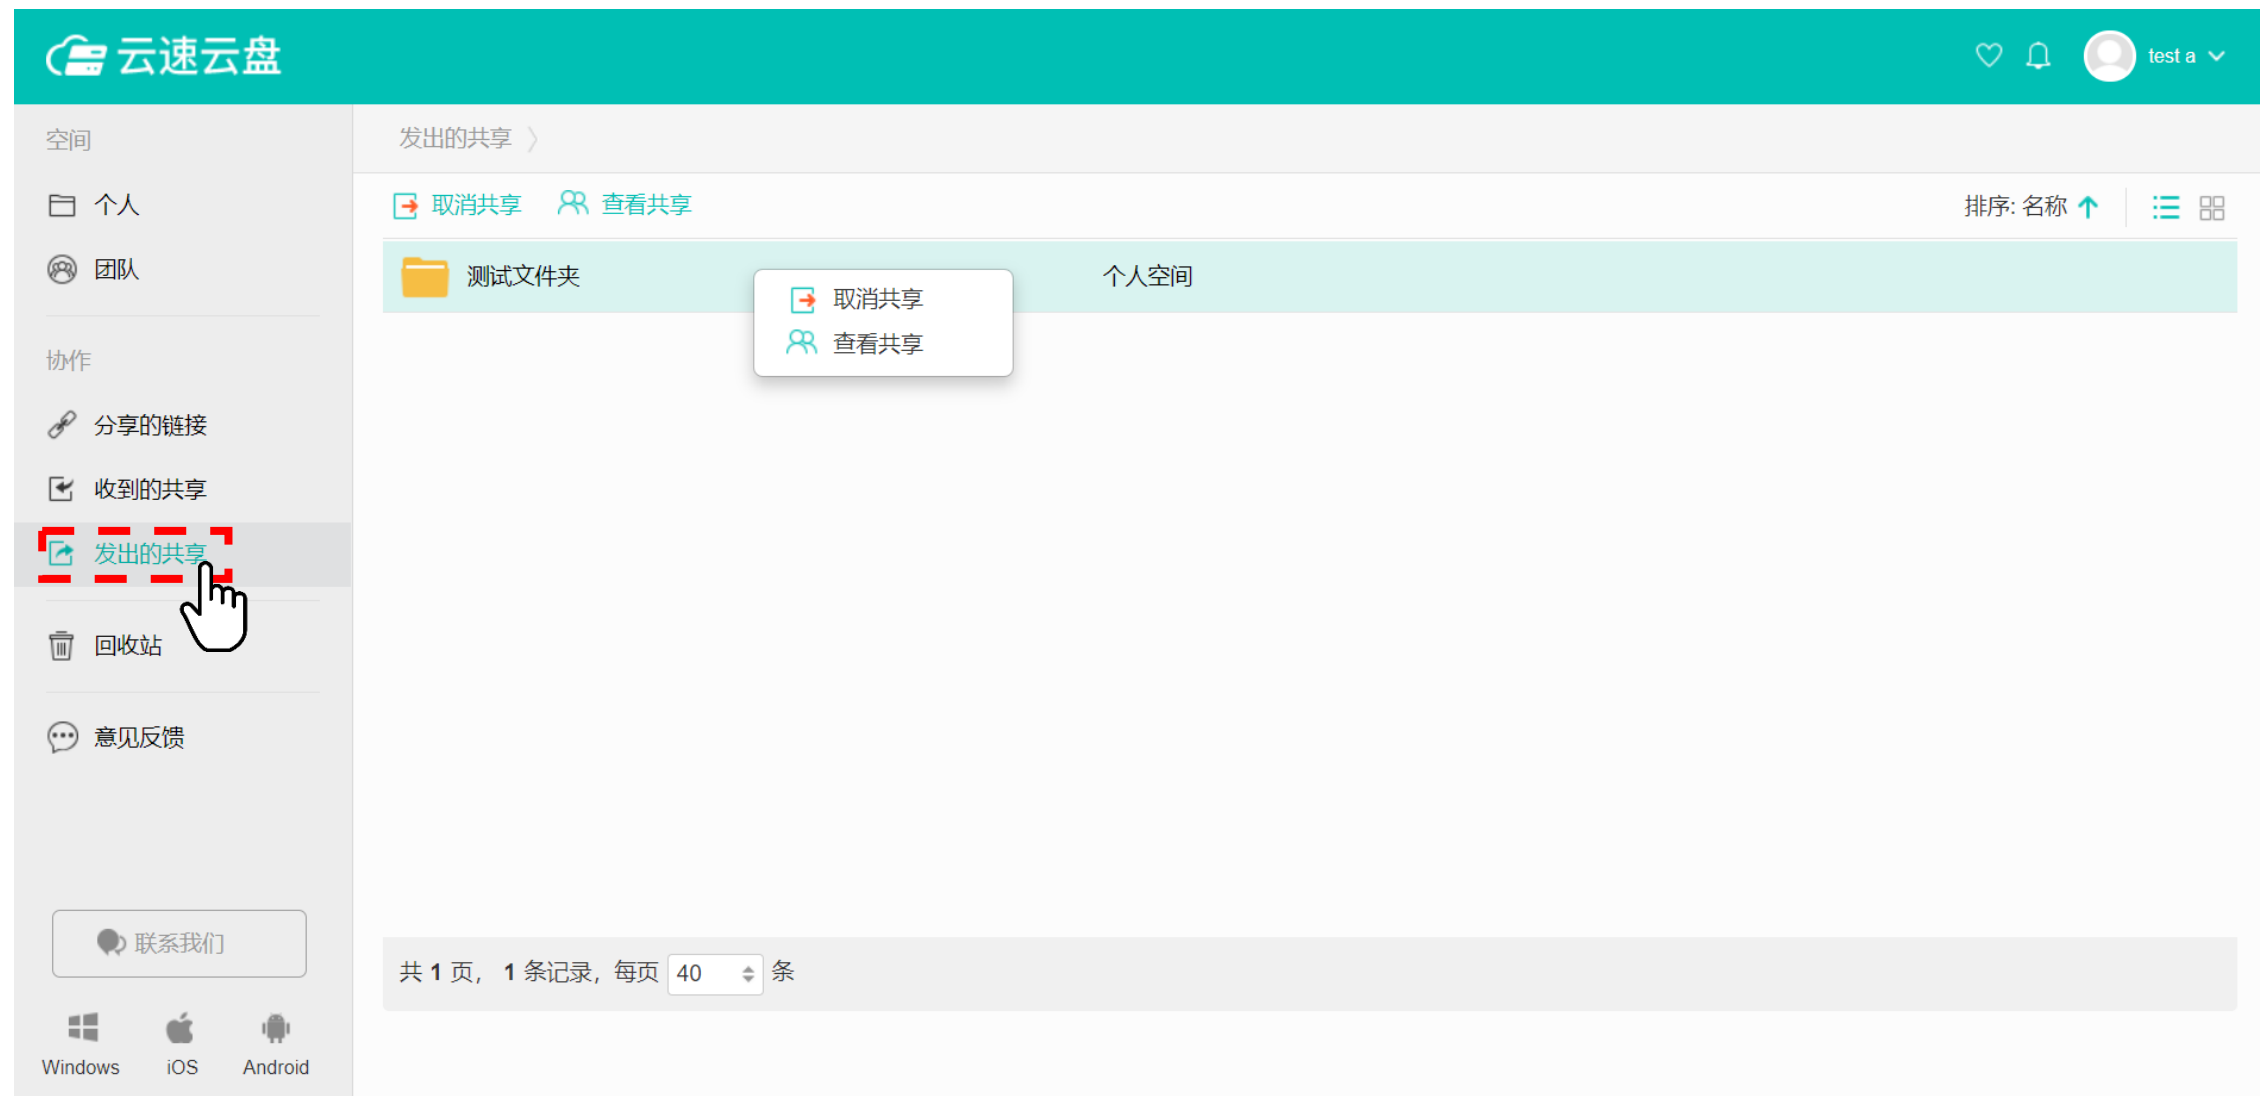 云速云盘
test a
空间
个人
团队
协作
分享的链接
收到的共享
发出的共享
回收站
意见反馈
联系我们
Windows
iOS
Android
发出的共享
取消共享
查看共享
排序: 名称
测试文件夹
个人空间
取消共享
查看共享
共 1 页, 1 条记录, 每页 40 条